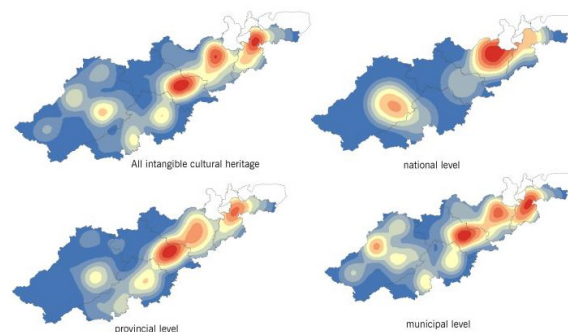 All intangible cultural heritage
national level
provincial level
municipal level